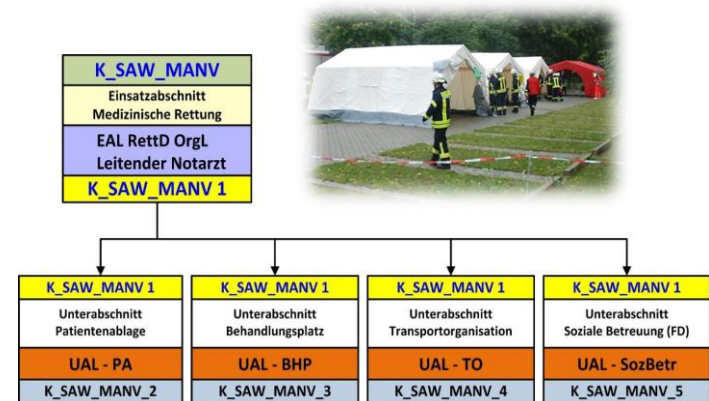 K_SAW_MANV
Einsatzabschnitt
Medizinische Rettung
EAL RettD OrgL
Leitender Notarzt
K_SAW_MANV 1
K_SAW_MANV 1
Unterabschnitt
Patientenablage
UAL - PA
K_SAW_MANV_2
K_SAW_MANV 1
Unterabschnitt
Behandlungsplatz
UAL - BHP
K_SAW_MANV_3
K_SAW_MANV 1
Unterabschnitt
Transportorganisation
UAL - TO
K_SAW_MANV_4
K_SAW_MANV 1
Unterabschnitt
Soziale Betreuung (FD)
UAL - SozBetr
K_SAW_MANV_5